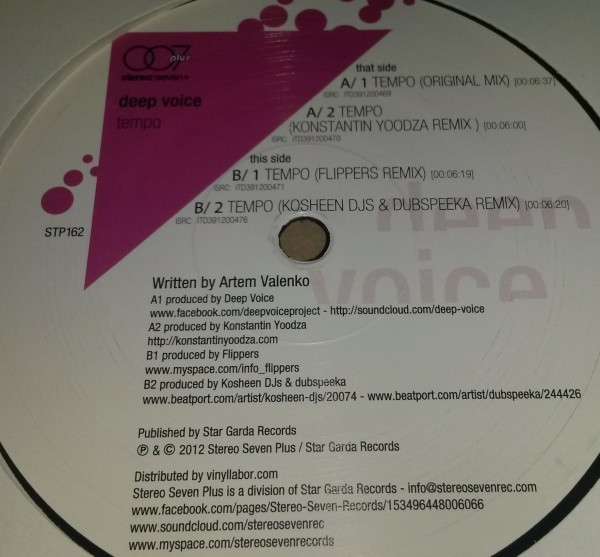 007
plus
stereo seven+
deep voice
tempo
that side
A/ 1 TEMPO (ORIGINAL MIX) [00:06:37]
ISRC: ITD391200469
A/ 2 TEMPO
(KONSTANTIN YOODZA REMIX ) [00:06:00]
ISRC: ITD391200470
this side
B/ 1 TEMPO (FLIPPERS REMIX) [00:06:19]
ISRC: ITD391200471
B/ 2 TEMPO (KOSHEEN DJS & DUBSPEEKA REMIX) [00:06:20]
ISRC: ITD391200476
STP162
deep
voice
Written by Artem Valenko
A1 produced by Deep Voice
www.facebook.com/deepvoiceproject - http://soundcloud.com/deep-voice
A2 produced by Konstantin Yoodza
http://konstantinyoodza.com
B1 produced by Flippers
www.myspace.com/info_flippers
B2 produced by Kosheen DJs & dubspeeka
www.beatport.com/artist/kosheen-djs/20074 - www.beatport.com/artist/dubspeeka/244426
Published by Star Garda Records
℗ & © 2012 Stereo Seven Plus / Star Garda Records
Distributed by vinyllabor.com
Stereo Seven Plus is a division of Star Garda Records - info@stereosevenrec.com
www.facebook.com/pages/Stereo-Seven-Records/153496448006066
www.soundcloud.com/stereosevenrec
www.myspace.com/stereosevenrecords